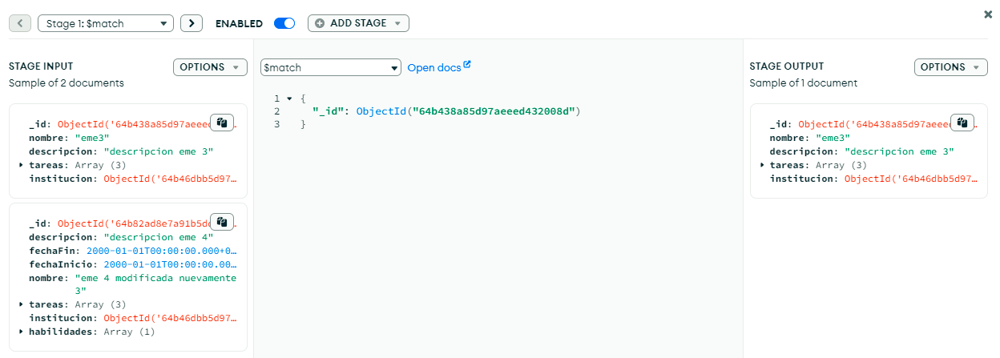 Stage 1: $match
ENABLED
ADD STAGE
STAGE INPUT
OPTIONS
Sample of 2 documents
_id: ObjectId('64b438a85d97aeeec…
nombre: "eme3"
descripcion: "descripcion eme 3"
tareas: Array (3)
institucion: ObjectId('64b46dbb5d97…
_id: ObjectId('64b82ad8e7a91b5d…
descripcion: "descripcion eme 4"
fechaFin: 2000-01-01T00:00:00.000+0…
fechaInicio: 2000-01-01T00:00:00.00…
nombre: "eme 4 modificada nuevamente
3"
tareas: Array (3)
institucion: ObjectId('64b46dbb5d97…
habilidades: Array (1)
$match
Open docs
1 {
2 "_id": ObjectId("64b438a85d97aeeed432008d")
3 }
STAGE OUTPUT
OPTIONS
Sample of 1 document
_id: ObjectId('64b438a85d97aeee…
nombre: "eme3"
descripcion: "descripcion eme 3"
tareas: Array (3)
institucion: ObjectId('64b46dbb5d97…